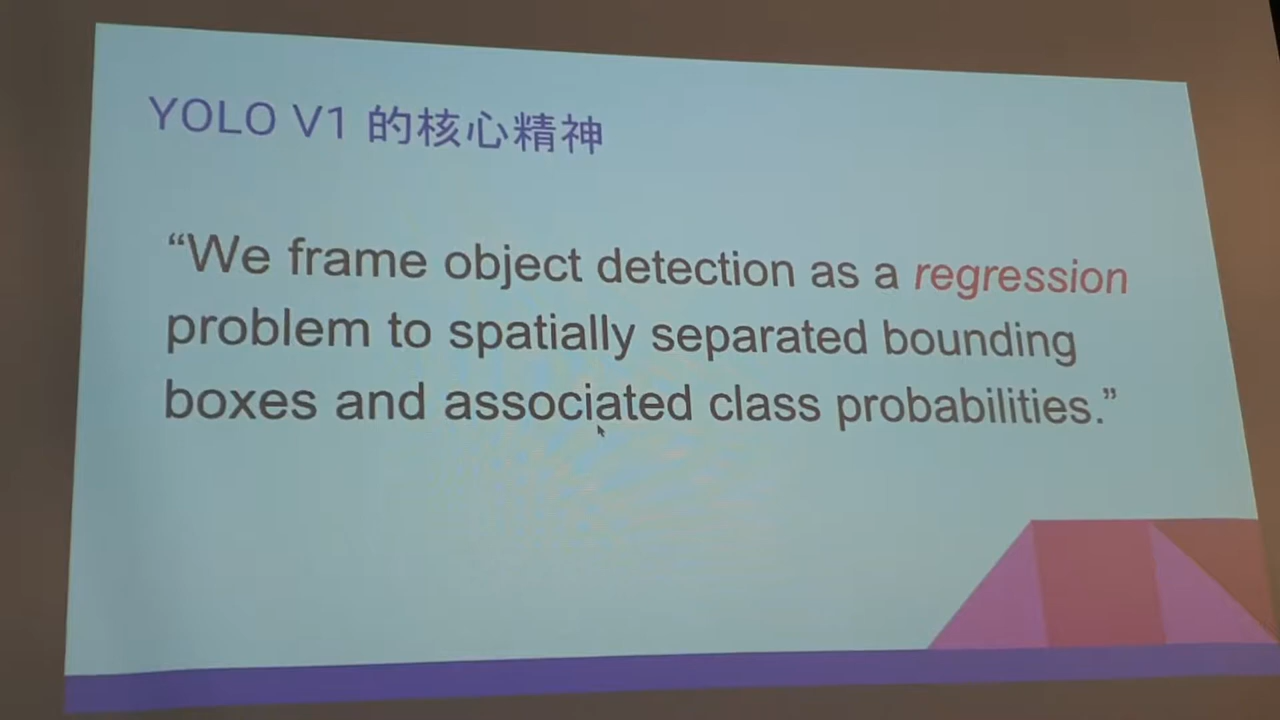 YOLO V1 的核心精神
“We frame object detection as a regression
problem to spatially separated bounding
boxes and associated class probabilities.”